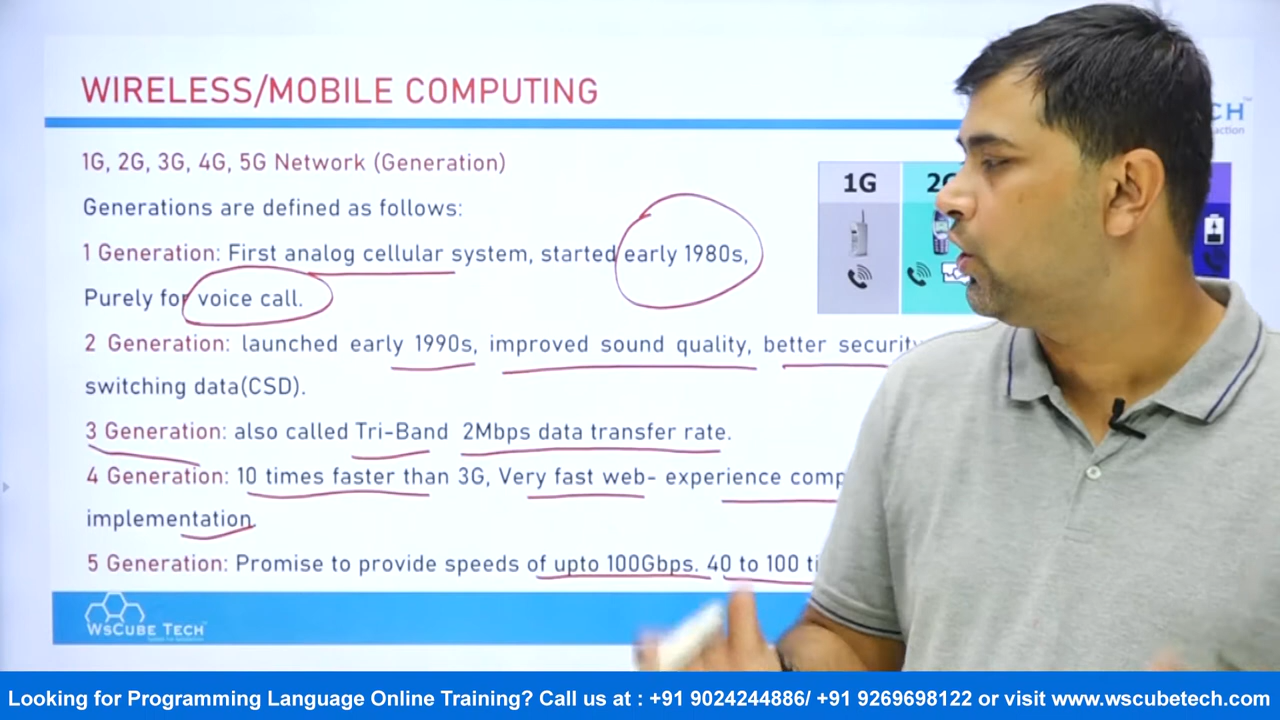 WIRELESS/MOBILE COMPUTING
CH™
action
1G, 2G, 3G, 4G, 5G Network (Generation)
1G
Generations are defined as follows:
1 Generation: First analog cellular system, started early 1980s,
Purely for voice call.
2 Generation: launched early 1990s, improved sound quality, better security
switching data(CSD).
3 Generation: also called Tri-Band 2Mbps data transfer rate.
4 Generation: 10 times faster than 3G, Very fast web- experience comp
implementation
5 Generation: Promise to provide speeds of upto 100Gbps. 40 to 100 ti
WsCube Tech
Looking for Programming Language Online Training? Call us at : +91 9024244886/ +91 9269698122 or visit www.wscubetech.com